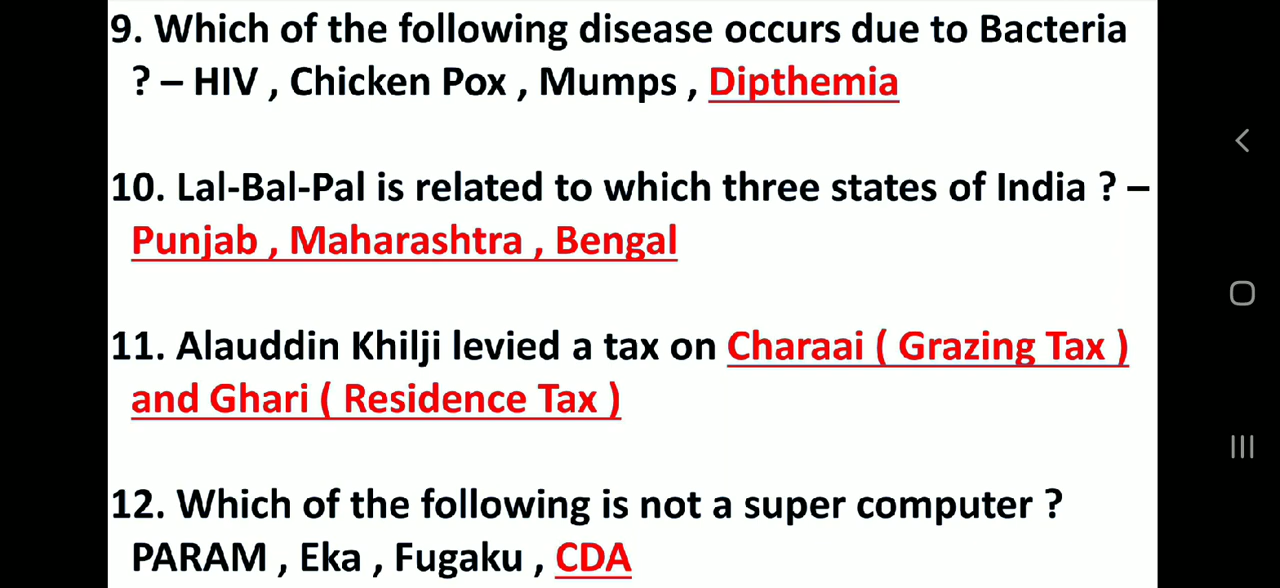 9. Which of the following disease occurs due to Bacteria
? – HIV , Chicken Pox , Mumps , Dipthemia
10. Lal-Bal-Pal is related to which three states of India ? –
Punjab , Maharashtra , Bengal
11. Alauddin Khilji levied a tax on Charaai ( Grazing Tax )
and Ghari ( Residence Tax )
12. Which of the following is not a super computer ?
PARAM , Eka , Fugaku , CDA